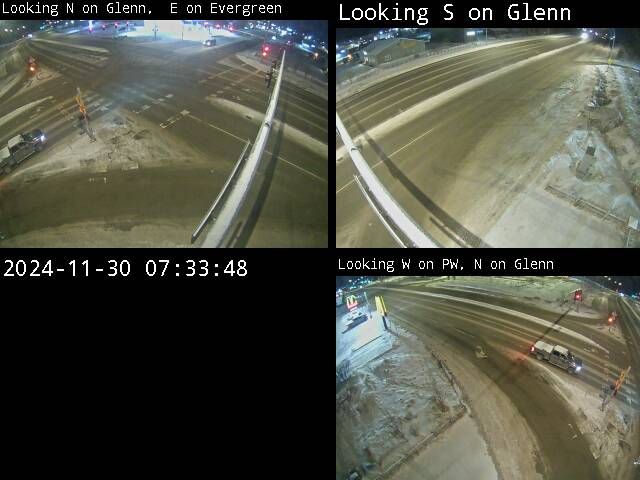 Looking N on Glenn,  E on Evergreen
Looking S on Glenn
2024-11-30 07:33:48
Looking W on PW, N on Glenn